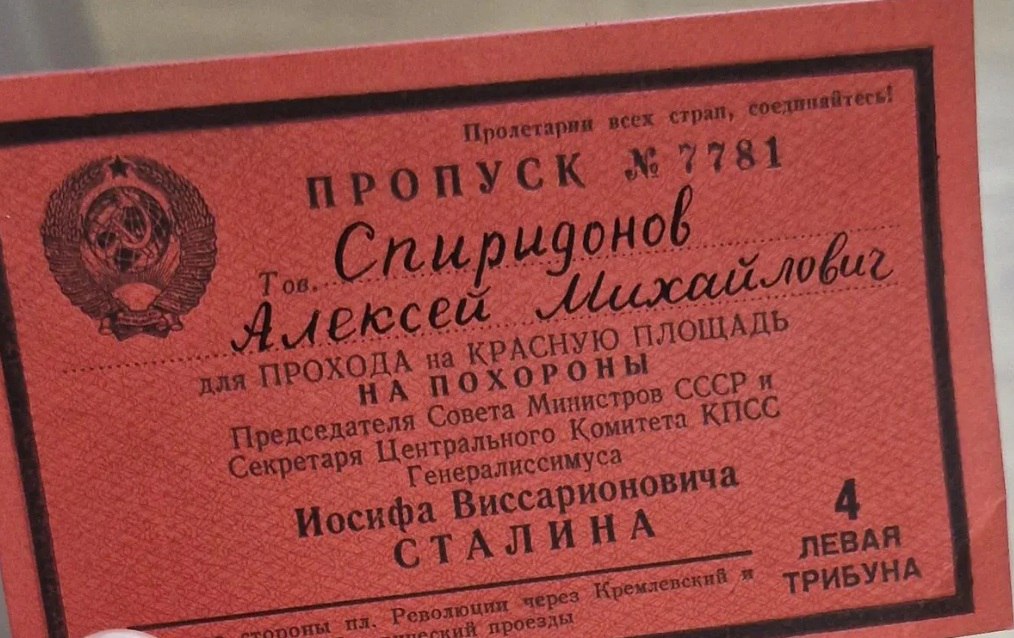 Пролетарии всех стран, соединяйтесь!
ПРОПУСК № 7781
Тов. Спиридонов
Алексей Михайлович
для ПРОХОДА на КРАСНУЮ ПЛОЩАДЬ
НА ПОХОРОНЫ
Председателя Совета Министров СССР и
Секретаря Центрального Комитета КПСС
Генералиссимуса
Иосифа Виссарионовича
СТАЛИНА
4
ЛЕВАЯ
ТРИБУНА
стороны пл. Революции через Кремлевский и
проезды